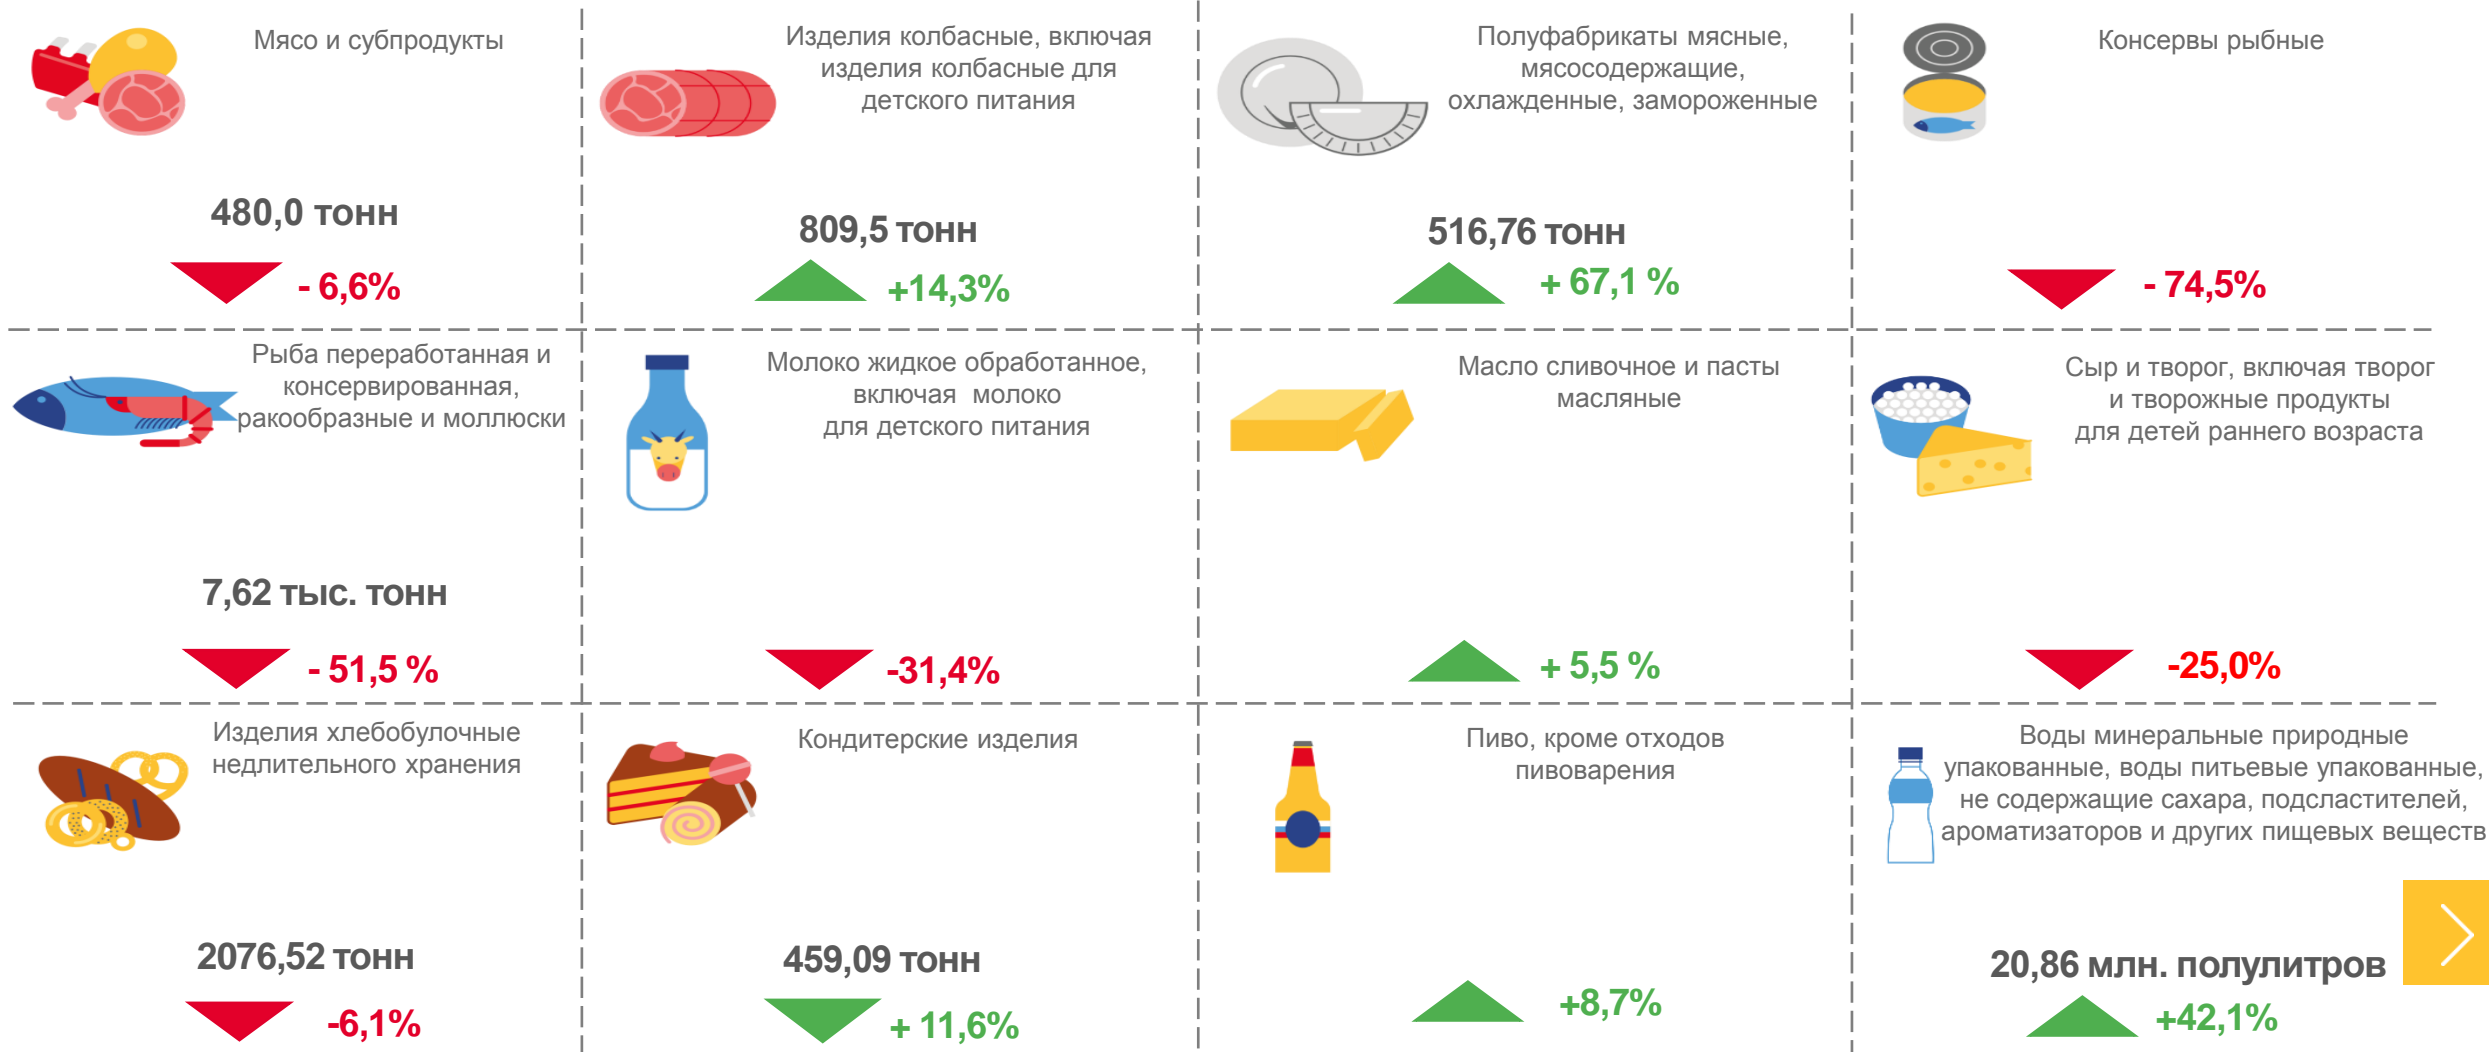 Мясо и субпродукты
480,0 тонн
- 6,6%
Изделия колбасные, включая
изделия колбасные для
детского питания
809,5 тонн
+14,3%
Полуфабрикаты мясные,
мясосодержащие,
охлажденные, замороженные
516,76 тонн
+ 67,1 %
Консервы рыбные
- 74,5%
Рыба переработанная и
консервированная,
ракообразные и моллюски
7,62 тыс. тонн
- 51,5 %
Молоко жидкое обработанное,
включая молоко
для детского питания
-31,4%
Масло сливочное и пасты
масляные
+ 5,5 %
Сыр и творог, включая творог
и творожные продукты
для детей раннего возраста
-25,0%
Изделия хлебобулочные
недлительного хранения
2076,52 тонн
-6,1%
Кондитерские изделия
459,09 тонн
+ 11,6%
Пиво, кроме отходов
пивоварения
+8,7%
Воды минеральные природные
упакованные, воды питьевые упакованные,
не содержащие сахара, подсластителей,
ароматизаторов и других пищевых веществ
20,86 млн. полулитров
+42,1%